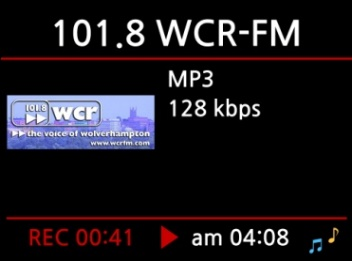 101.8 WCR-FM
MP3
128 kbps
101.8 wcr
the voice of wolverhampton
www.wcrfm.com
REC 00:41 am 04:08